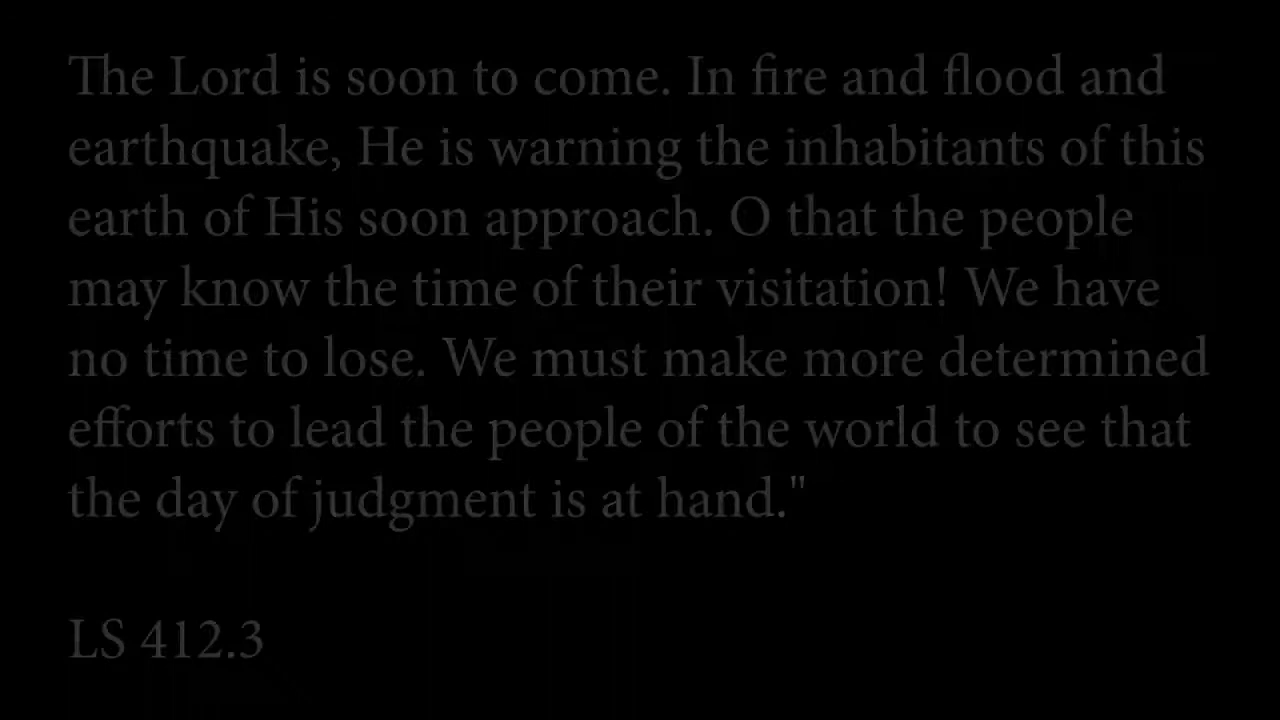 The Lord is soon to come. In fire and flood and
earthquake, He is warning the inhabitants of this
earth of His soon approach. O that the people
may know the time of their visitation! We have
no time to lose. We must make more determined
efforts to lead the people of the world to see that
the day of judgment is at hand."
LS 412.3